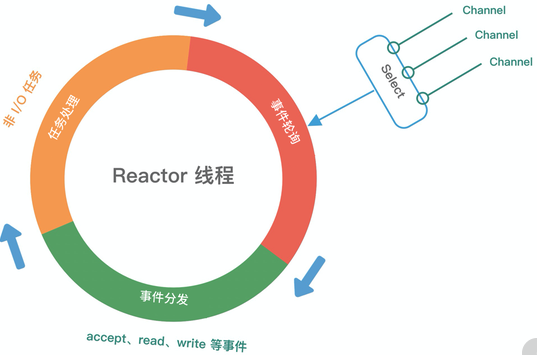 Channel
Channel
Channel
Select
事件轮询
任务处理
非 I/O 任务
Reactor 线程
事件分发
accept、read、write 等事件